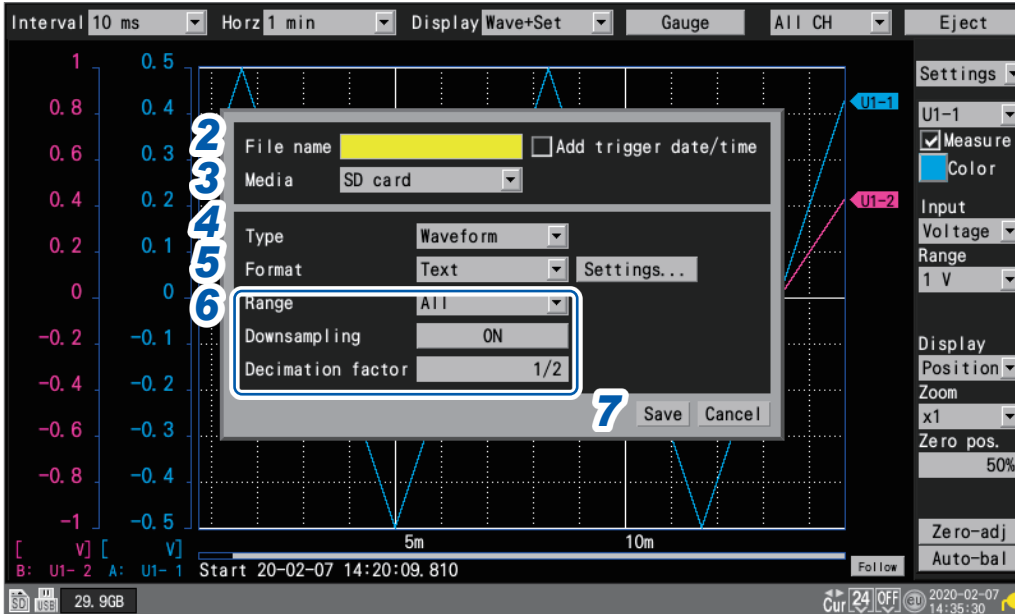 Interval 10 ms Horz 1 min Display Wave+Set Gauge All CH Eject
1 0.5
0.8 0.4
0.6 0.3
0.4 0.2
0.2 0.1
0 0
-0.2 -0.1
-0.4 -0.2
-0.6 -0.3
-0.8 -0.4
-1 -0.5
[ V] [ V]
B: U1- 2 A: U1- 1
2 File name Add trigger date/time
3 Media SD card
4 Type Waveform
5 Format Text Settings...
6 Range All
Downsampling ON
Decimation factor 1/2
7 Save Cancel
U1-1
U1-2
5m 10m
Start 20-02-07 14:20:09.810 Follow
Settings
U1-1
Measure
Color
Input
Voltage
Range
1 V
Display
Position
Zoom
x1
Zero pos.
50%
Zero-adj
Auto-bal
SD USB 29.9GB Cur 24 OFF eu 2020-02-07
14:35:30